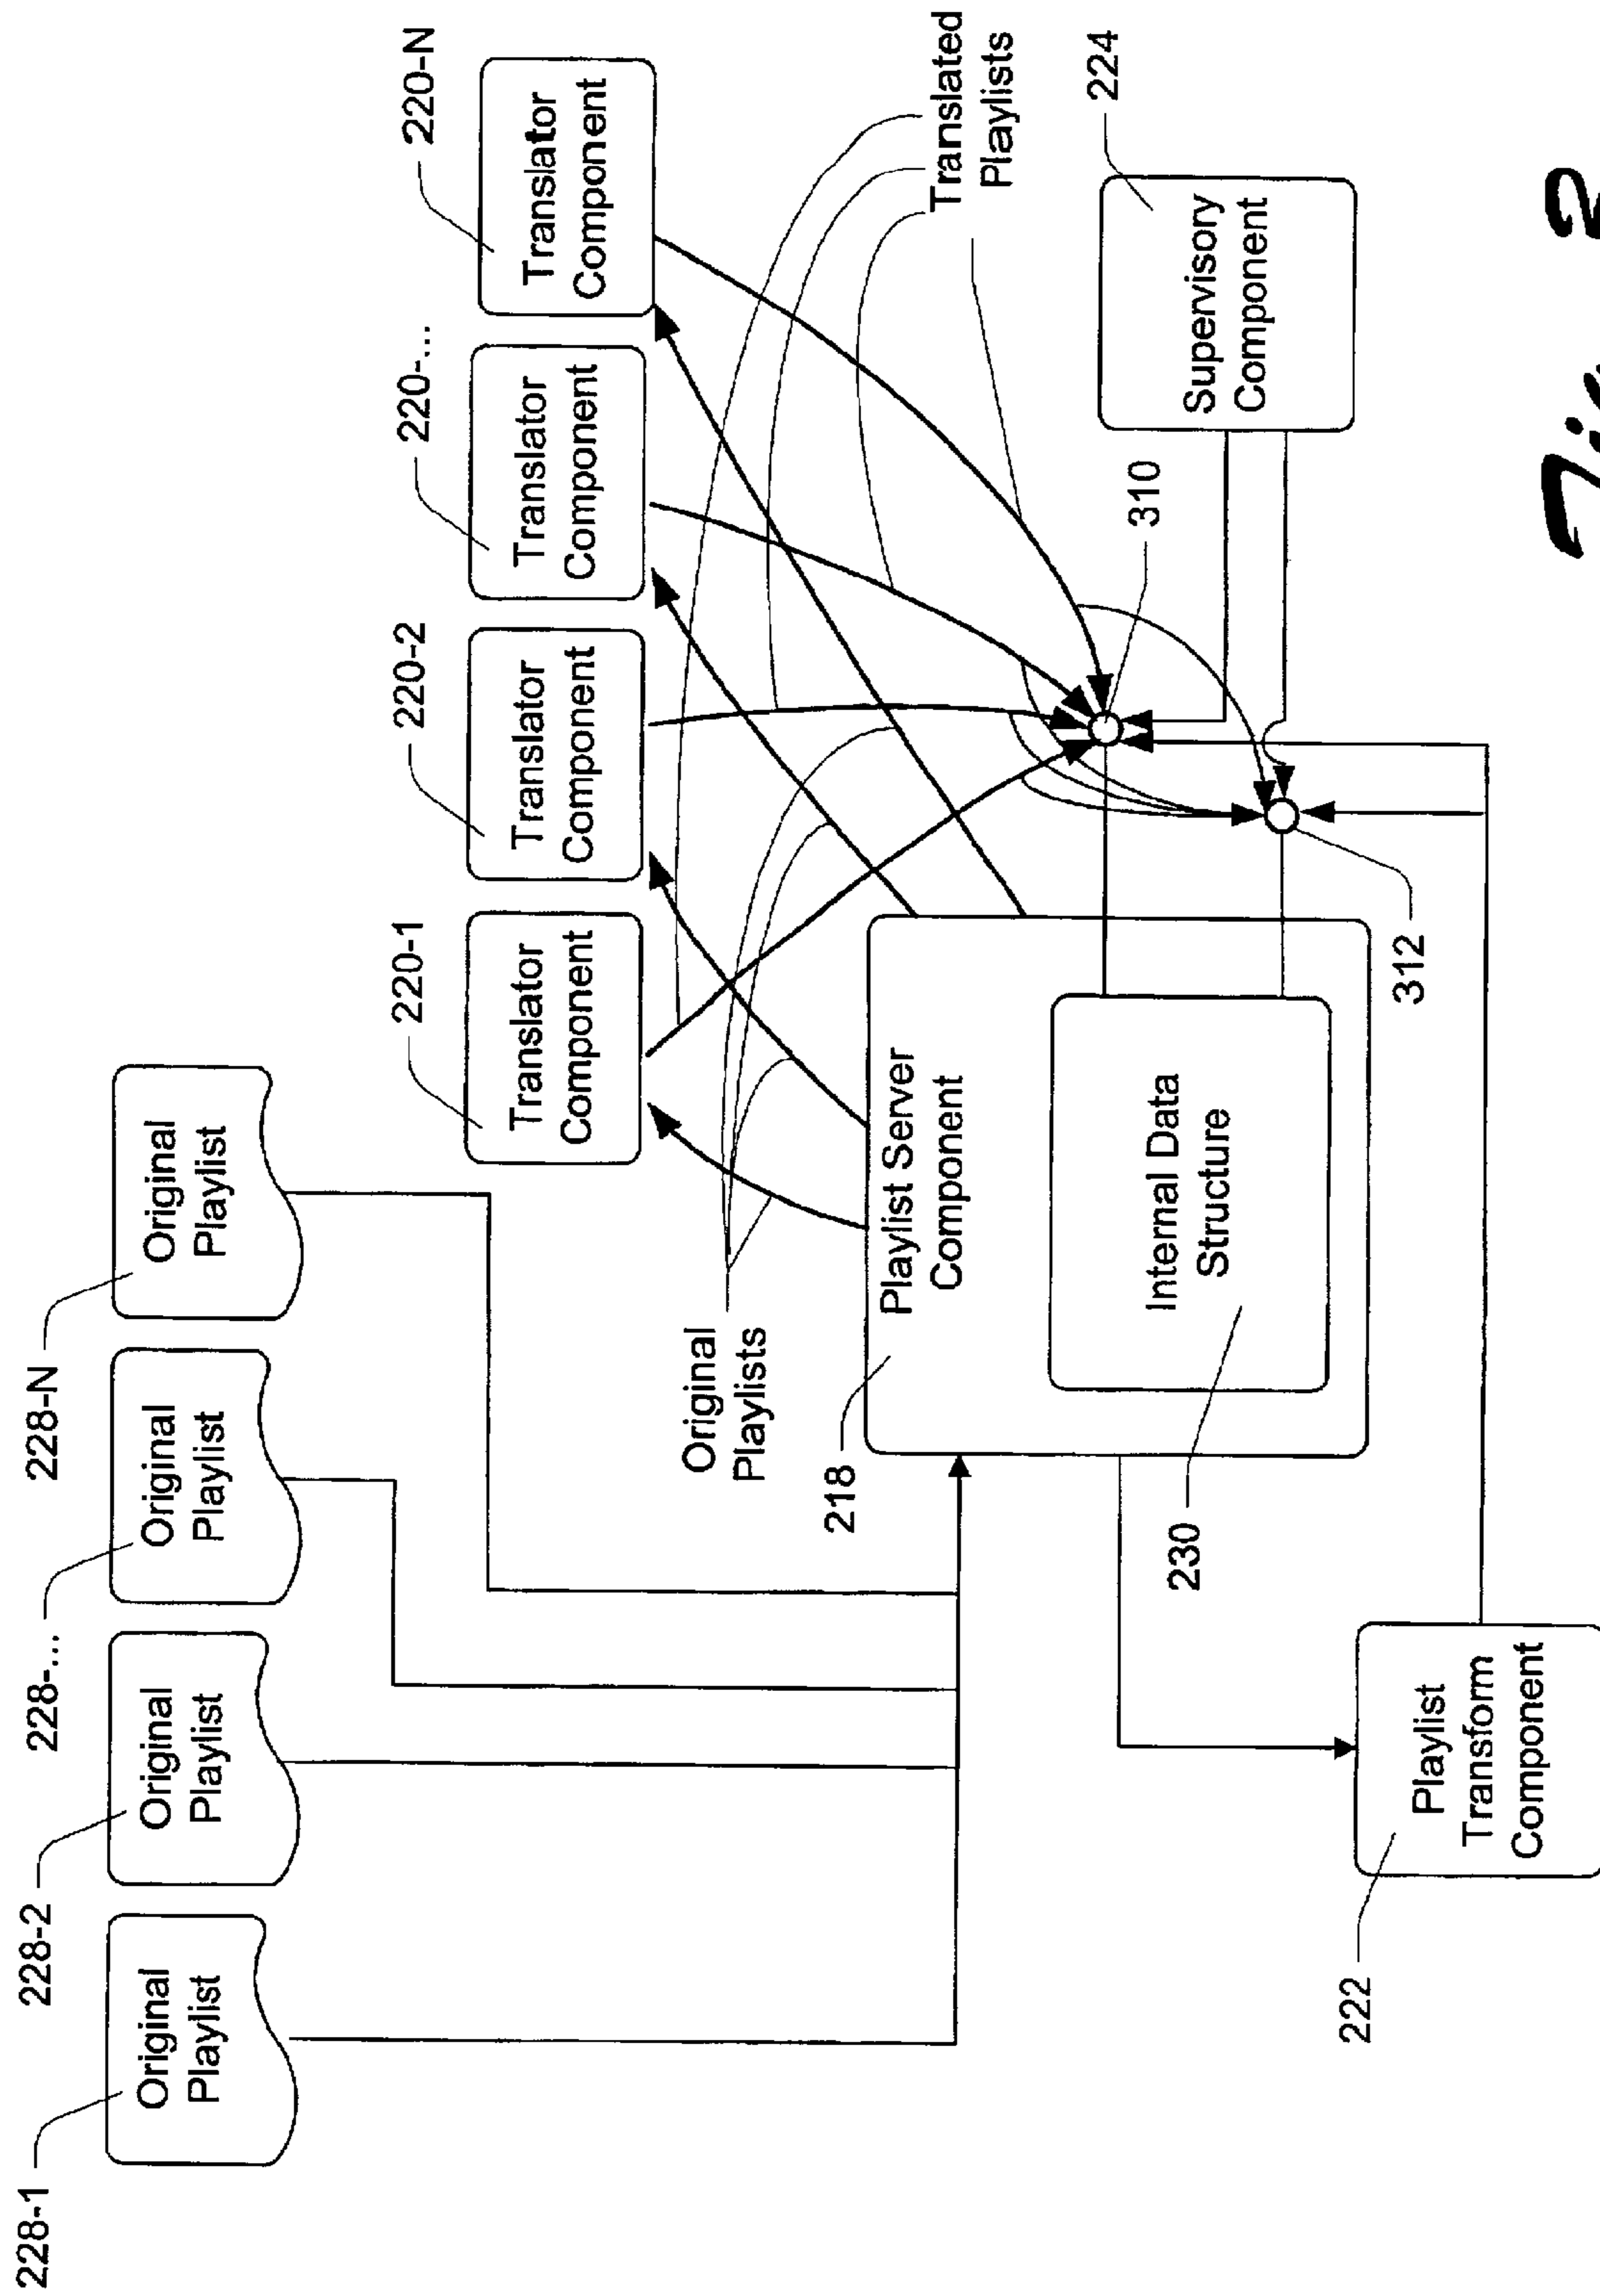 228-1
228-2
228-...
228-N
Original
Playlist
Original
Playlist
Original
Playlist
Original
Playlist
220-1
220-2
220-...
220-N
Translator
Component
Translator
Component
Translator
Component
Translator
Component
Original
Playlists
Translated
Playlists
218
Playlist Server
Component
230
Internal Data
Structure
310
312
224
Supervisory
Component
222
Playlist
Transform
Component